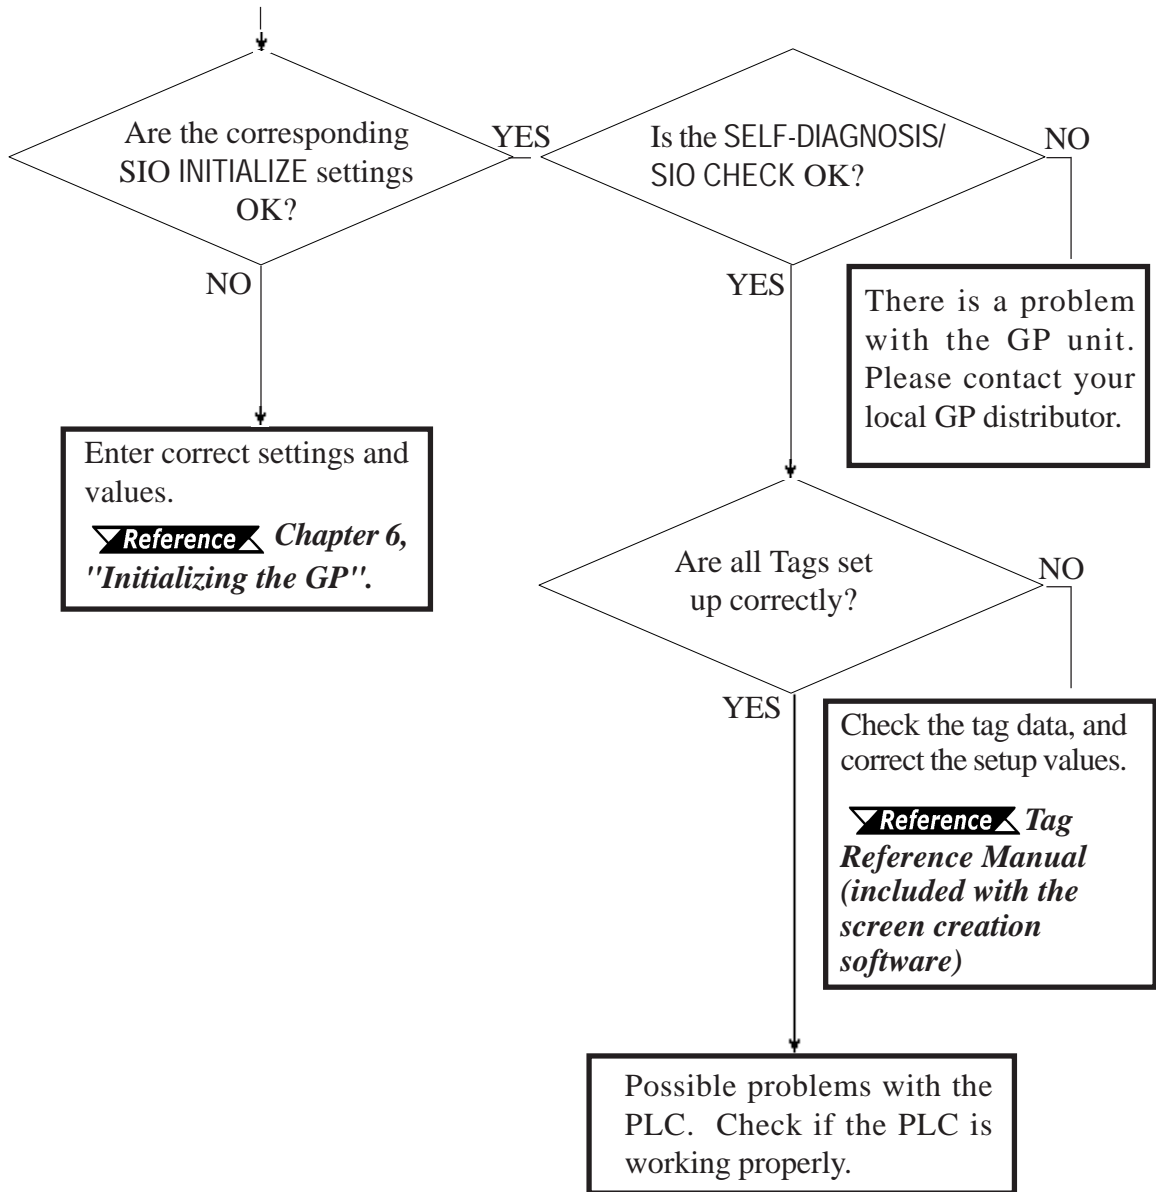 Are the corresponding
SIO INITIALIZE settings
OK?
YES
NO
Enter correct settings and
values.
Reference Chapter 6,
"Initializing the GP".
Is the SELF-DIAGNOSIS/
SIO CHECK OK?
NO
YES
There is a problem
with the GP unit.
Please contact your
local GP distributor.
Are all Tags set
up correctly?
NO
YES
Check the tag data, and
correct the setup values.
Reference Tag
Reference Manual
(included with the
screen creation
software)
Possible problems with the
PLC. Check if the PLC is
working properly.